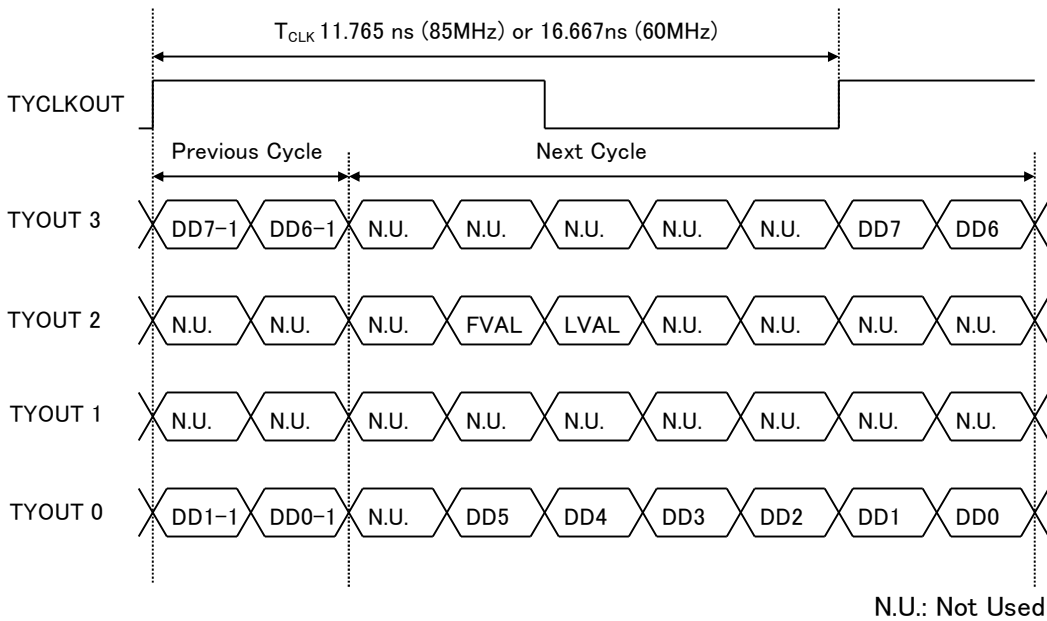 T_CLK 11.765 ns (85MHz) or 16.667ns (60MHz)
TYCLKOUT
Previous Cycle Next Cycle
TYOUT 3 DD7-1 DD6-1 N.U. N.U. N.U. N.U. N.U. DD7 DD6
TYOUT 2 N.U. N.U. N.U. FVAL LVAL N.U. N.U. N.U. N.U.
TYOUT 1 N.U. N.U. N.U. N.U. N.U. N.U. N.U. N.U. N.U.
TYOUT 0 DD1-1 DD0-1 N.U. DD5 DD4 DD3 DD2 DD1 DD0
N.U.: Not Used